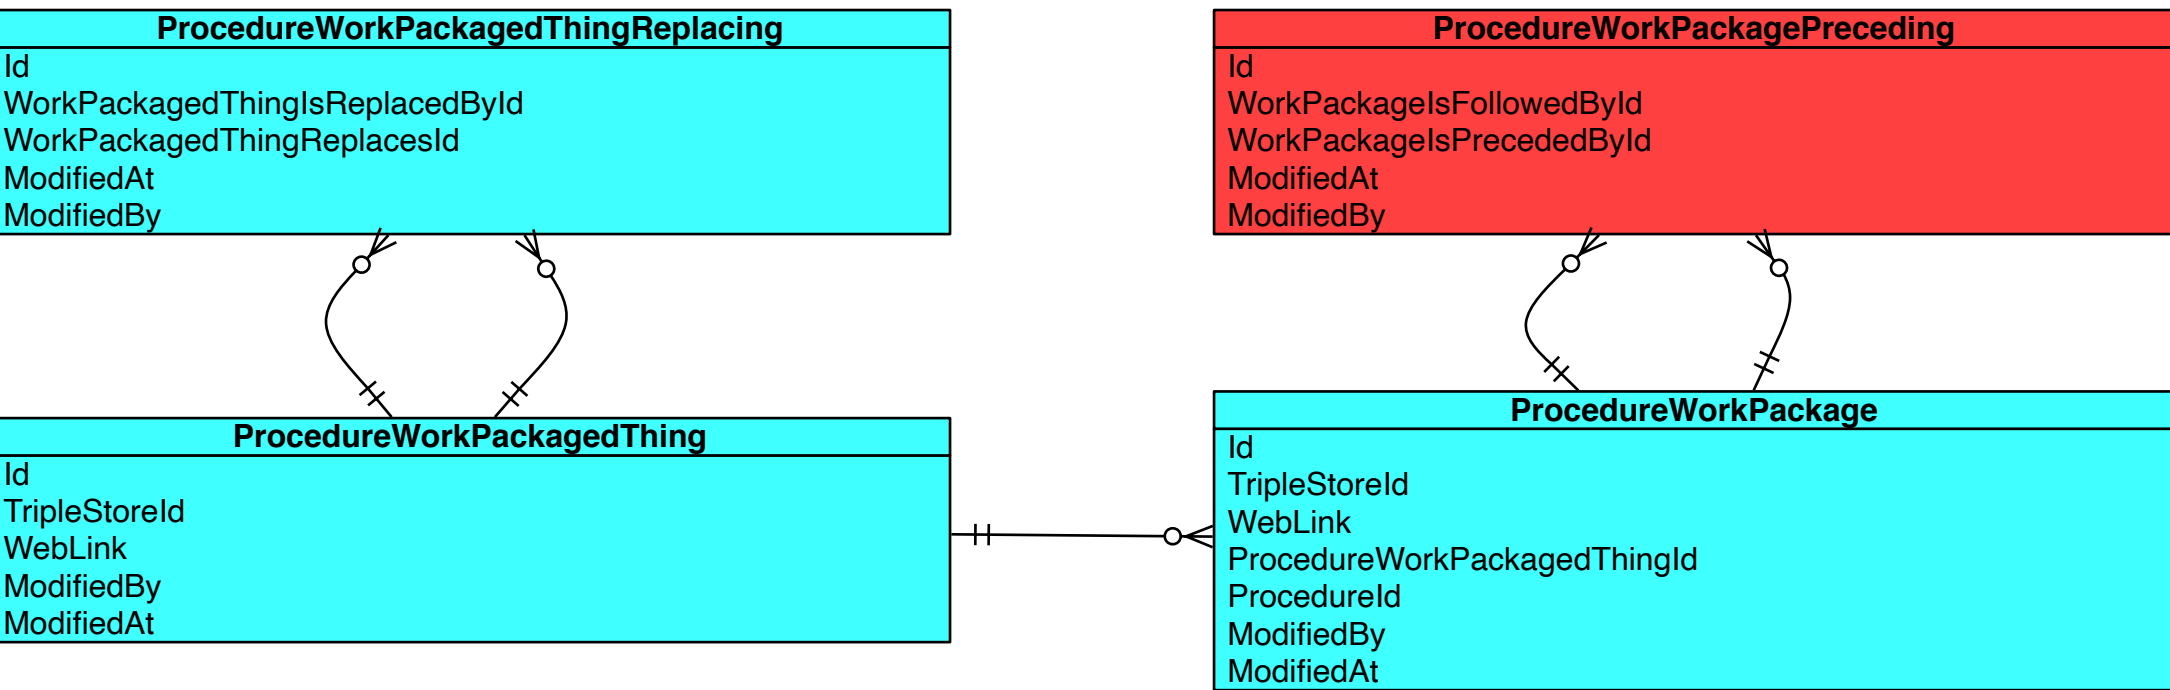 ProcedureWorkPackagedThingReplacing
Id
WorkPackagedThingIsReplacedById
WorkPackagedThingReplacesId
ModifiedAt
ModifiedBy
ProcedureWorkPackagePreceding
Id
WorkPackageIsFollowedById
WorkPackageIsPrecededById
ModifiedAt
ModifiedBy
ProcedureWorkPackagedThing
Id
TripleStoreId
WebLink
ModifiedBy
ModifiedAt
ProcedureWorkPackage
Id
TripleStoreId
WebLink
ProcedureWorkPackagedThingId
ProcedureId
ModifiedBy
ModifiedAt